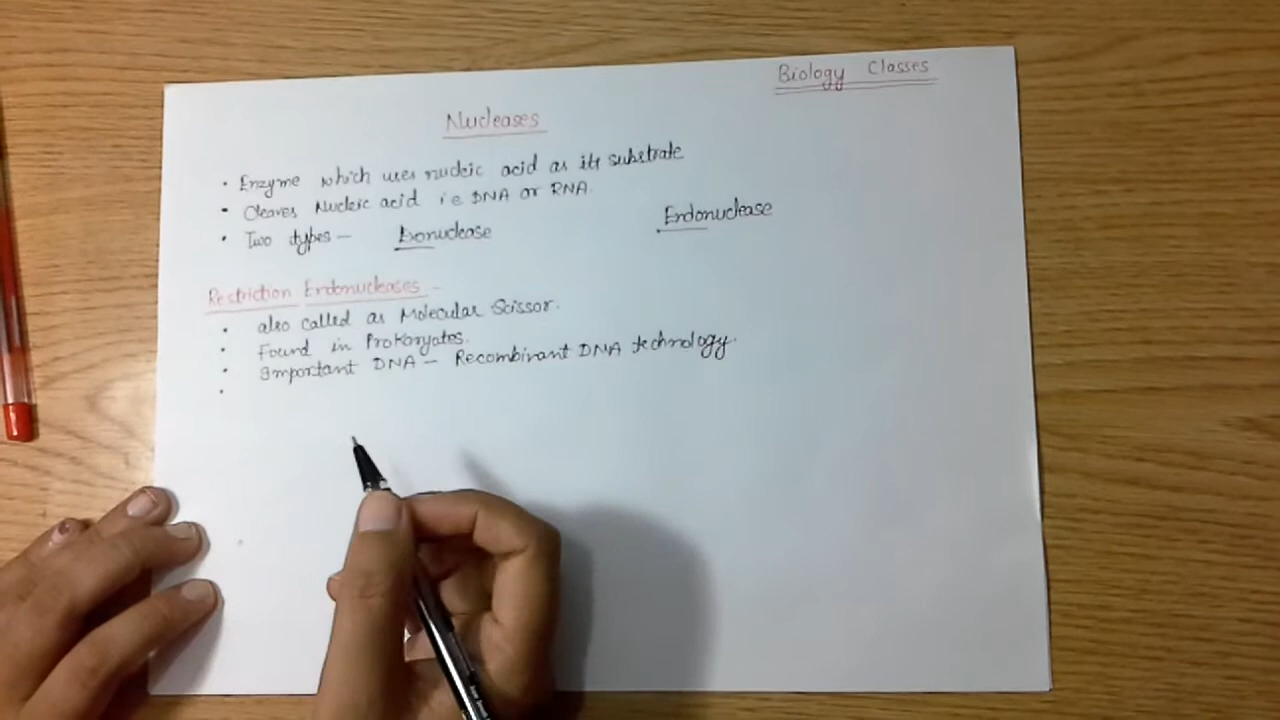 Biology Classes
Nucleases
• Enzyme which uses nucleic acid as its substrate
• Cleaves Nucleic acid i.e DNA or RNA.
• Two types — Exonuclease Endonuclease
Restriction Endonucleases –
• also called as Molecular Scissor.
• Found in Prokaryates.
• Important DNA – Recombinant DNA technology.
•